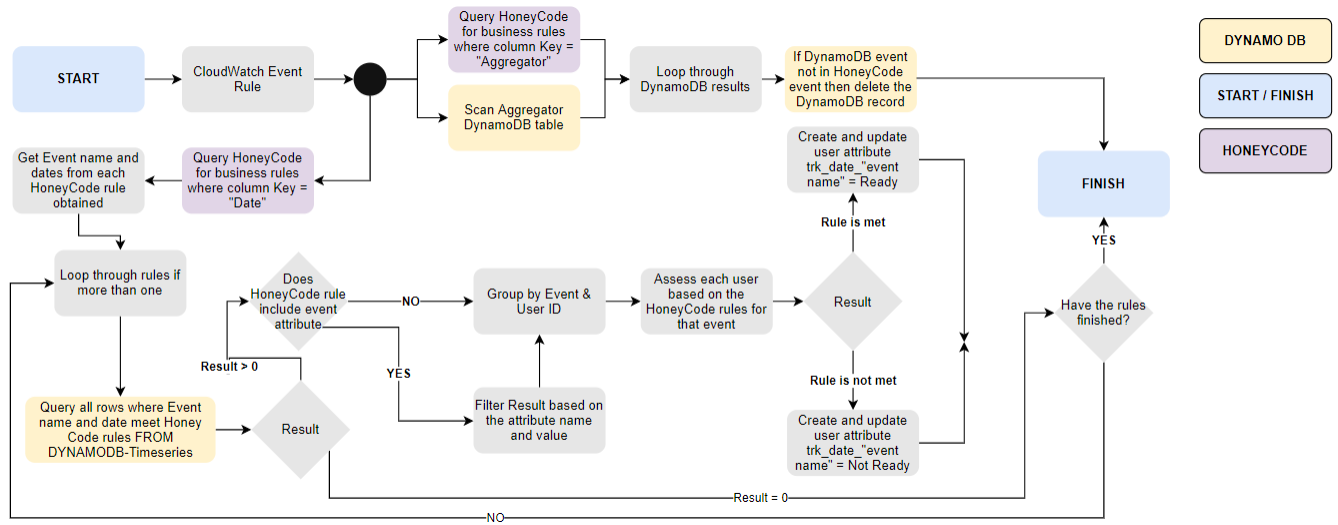 START
CloudWatch Event
Rule
Query HoneyCode
for business rules
where column Key =
"Aggregator"
Scan Aggregator
DynamoDB table
Loop through
DynamoDB results
If DynamoDB event
not in HoneyCode
event then delete the
DynamoDB record
DYNAMO DB
START / FINISH
HONEYCODE
Get Event name and
dates from each
HoneyCode rule
obtained
Query HoneyCode
for business rules
where column Key =
"Date"
Create and update
user attribute
trk_date_"event
name" = Ready
FINISH
Rule is met
YES
Loop through rules if
more than one
Does
HoneyCode rule
include event
attribute
NO
Group by Event &
User ID
Assess each user
based on the
HoneyCode rules for
that event
Result
Have the rules
finished?
Result > 0
YES
Rule is not met
Query all rows where Event
name and date meet Honey
Code rules FROM
DYNAMODB-Timeseries
Result
Filter Result based on
the attribute name
and value
Create and update
user attribute
trk_date_"event
name" = Not Ready
Result = 0
NO